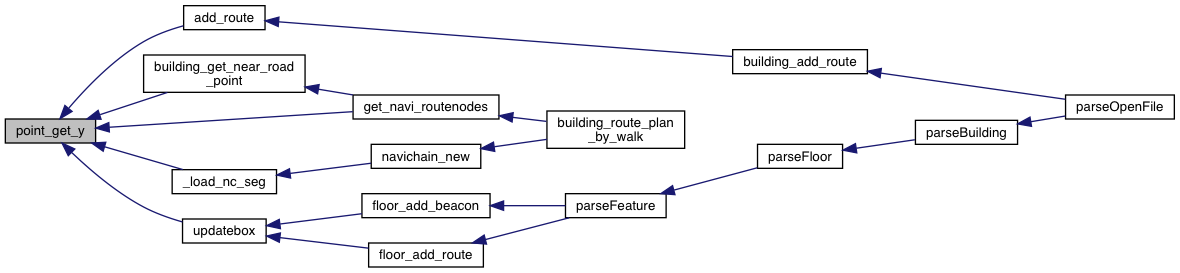 add_route
building_get_near_road
_point
point_get_y
get_navi_routenodes
_load_nc_seg
updatebox
navichain_new
floor_add_beacon
floor_add_route
building_route_plan
_by_walk
parseFeature
building_add_route
parseFloor
parseBuilding
parseOpenFile